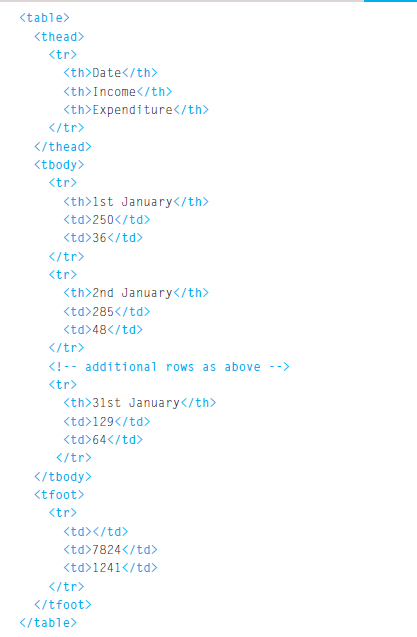 <table>
<thead>
<tr>
<th>Date</th>
<th>Income</th>
<th>Expenditure</th>
</tr>
</thead>
<tbody>
<tr>
<th>1st January</th>
<td>250</td>
<td>36</td>
</tr>
<tr>
<th>2nd January</th>
<td>285</td>
<td>48</td>
</tr>
<!-- additional rows as above -->
<tr>
<th>31st January</th>
<td>129</td>
<td>64</td>
</tr>
</tbody>
<tfoot>
<tr>
<td></td>
<td>7824</td>
<td>1241</td>
</tr>
</tfoot>
</table>